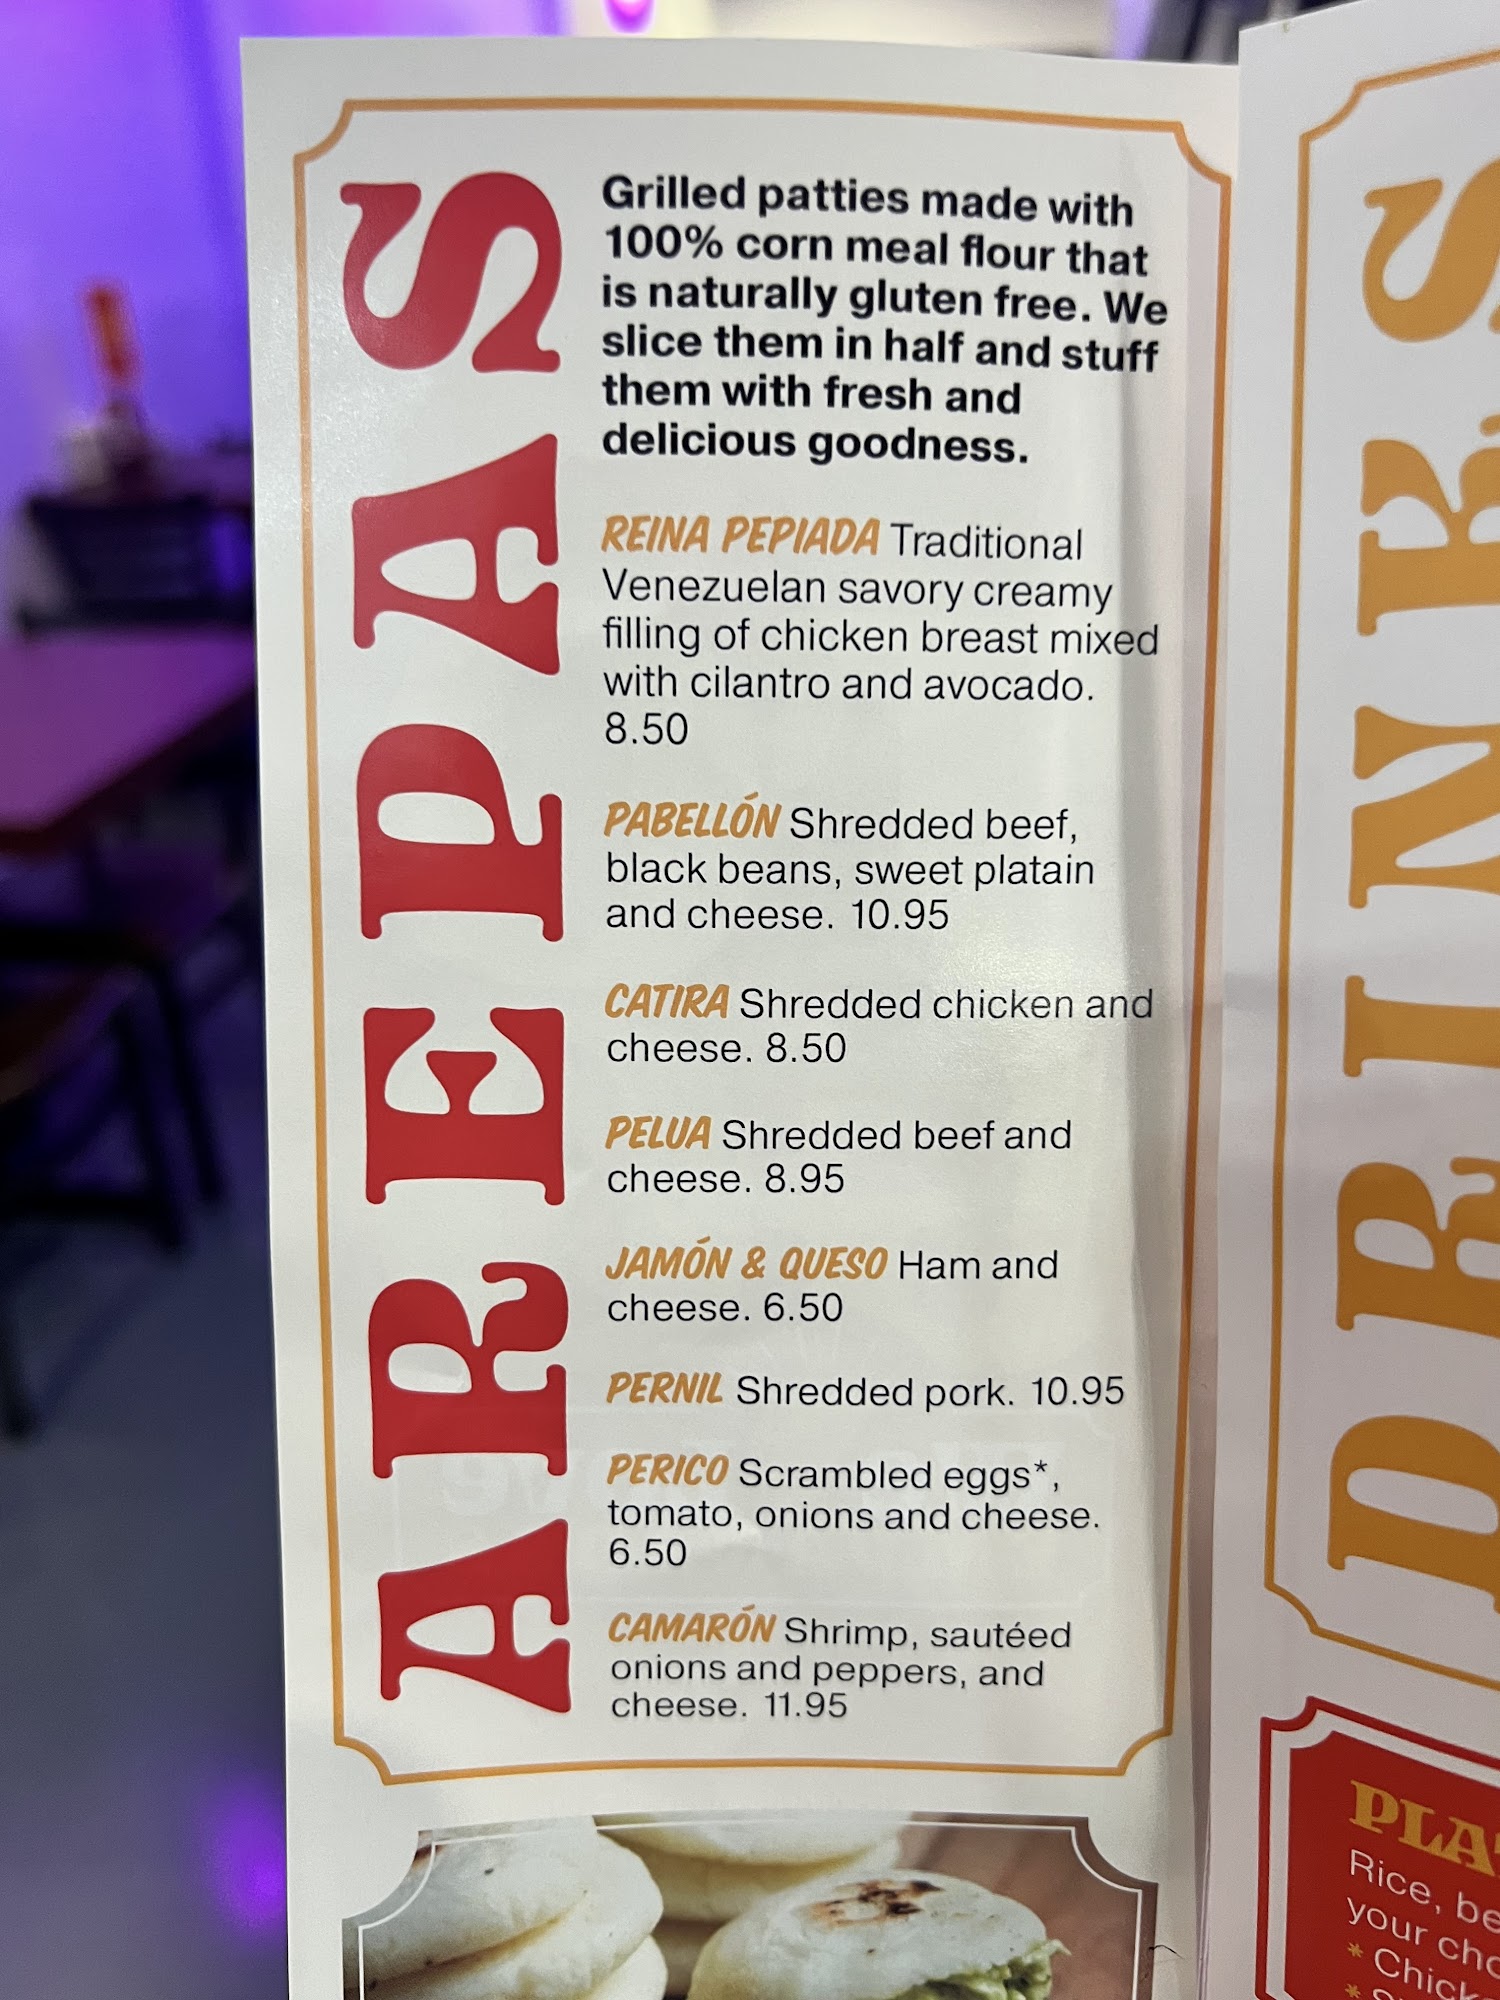 AREPAS
Grilled patties made with
100% corn meal flour that
is naturally gluten free. We
slice them in half and stuff
them with fresh and
delicious goodness.
REINA PEPIADA Traditional
Venezuelan savory creamy
filling of chicken breast mixed
with cilantro and avocado.
8.50
PABELLÓN Shredded beef,
black beans, sweet platain
and cheese. 10.95
CATIRA Shredded chicken and
cheese. 8.50
PELUA Shredded beef and
cheese. 8.95
JAMÓN & QUESO Ham and
cheese. 6.50
PERNIL Shredded pork. 10.95
PERICO Scrambled eggs*,
tomato, onions and cheese.
6.50
CAMARÓN Shrimp, sautéed
onions and peppers, and
cheese. 11.95
DRINKS
Rice,
your
*
*